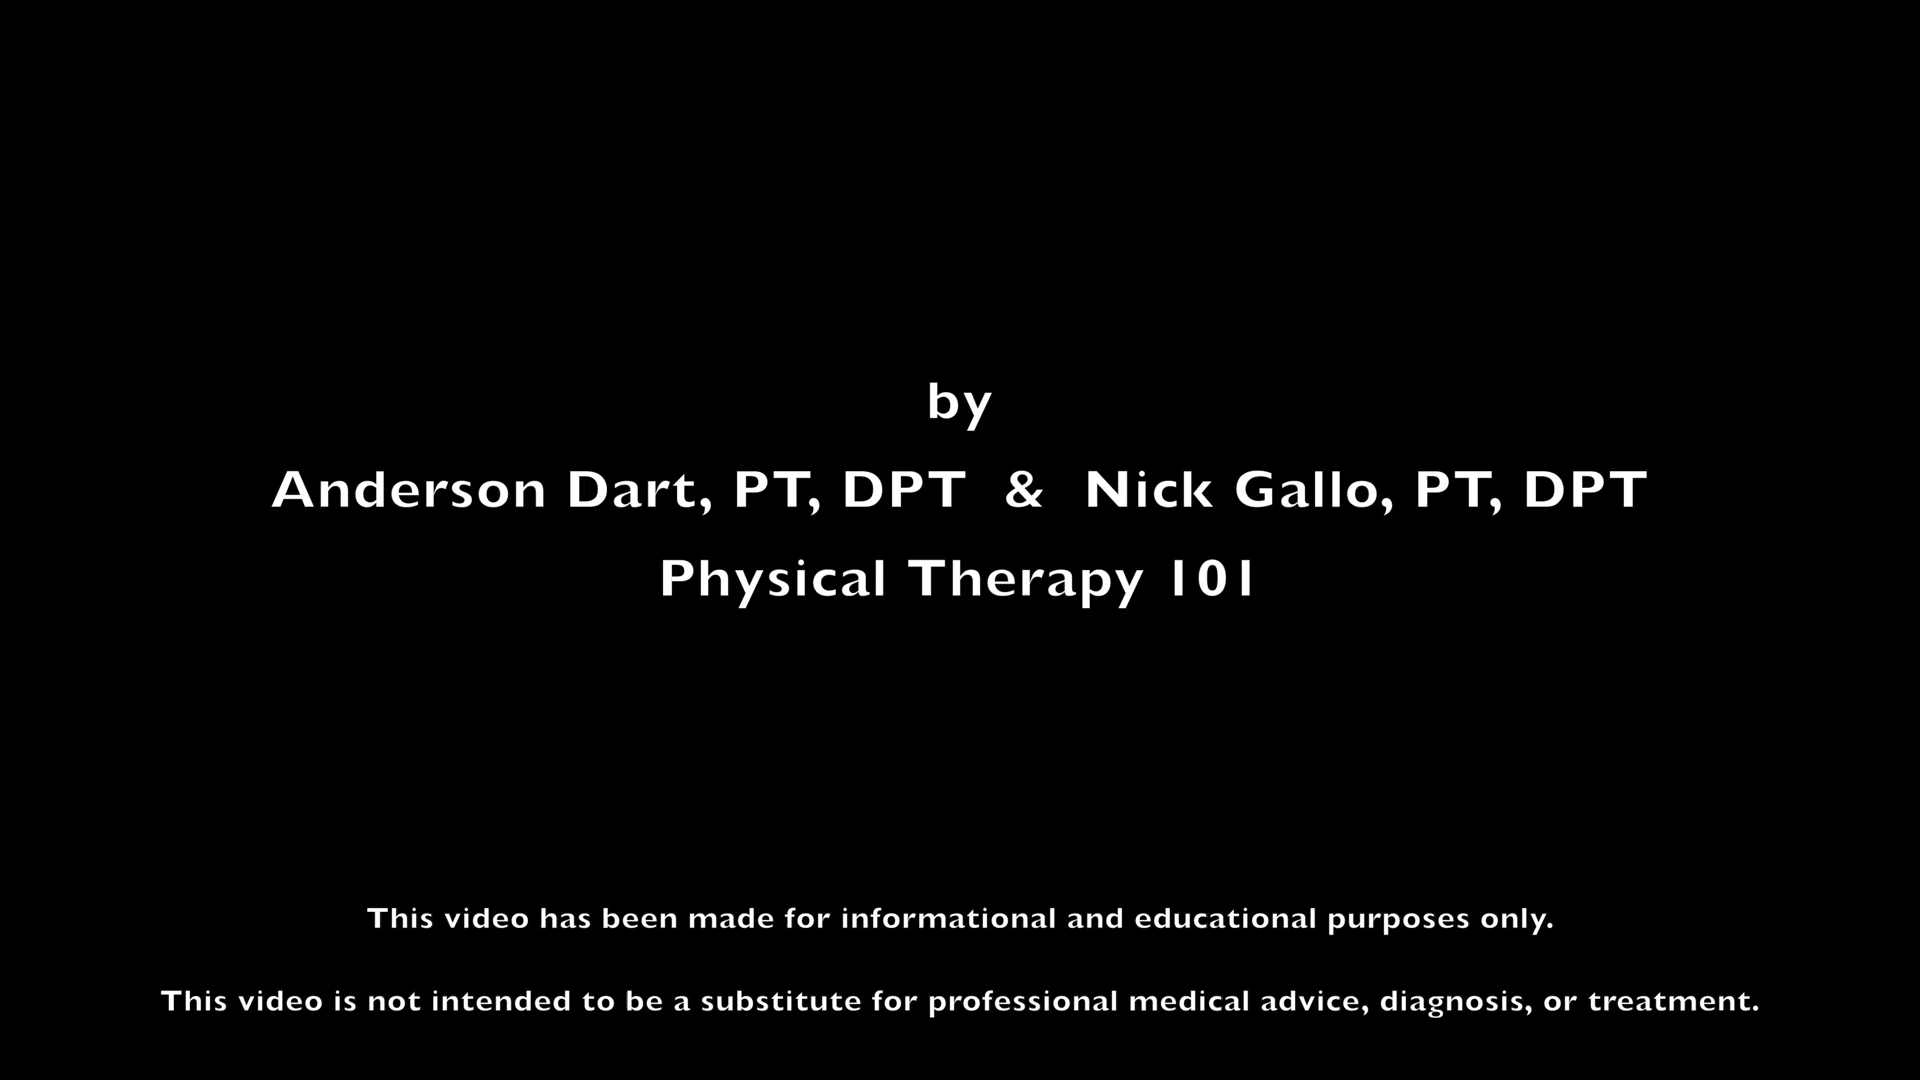 by
Anderson Dart, PT, DPT & Nick Gallo, PT, DPT
Physical Therapy 101
This video has been made for informational and educational purposes only.
This video is not intended to be a substitute for professional medical advice, diagnosis, or treatment.